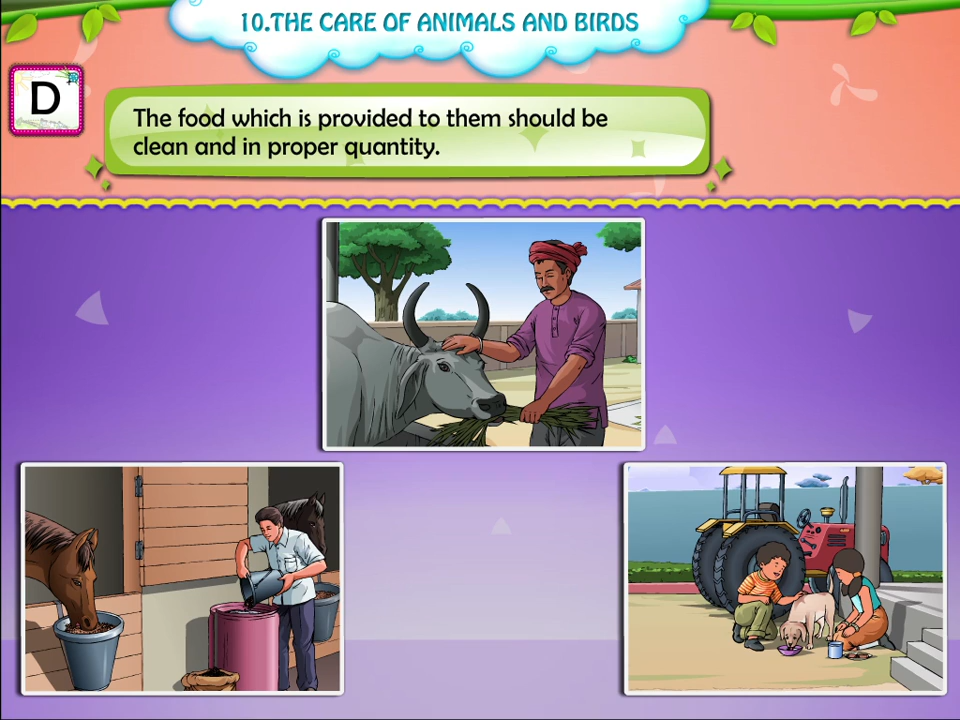 10.THE CARE OF ANIMALS AND BIRDS
D
The food which is provided to them should be
clean and in proper quantity.